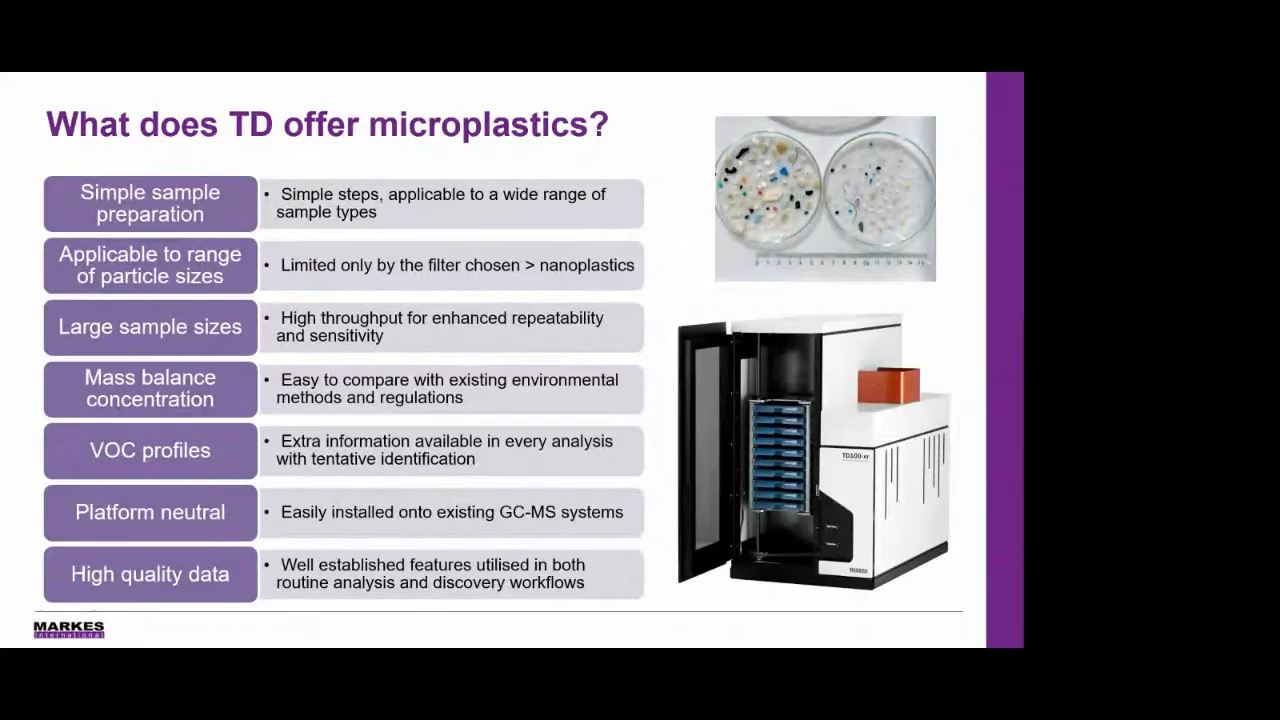 What does TD offer microplastics?
Simple sample
preparation
• Simple steps, applicable to a wide range of
sample types
Applicable to range
of particle sizes
• Limited only by the filter chosen > nanoplastics
Large sample sizes
• High throughput for enhanced repeatability
and sensitivity
Mass balance
concentration
• Easy to compare with existing environmental
methods and regulations
VOC profiles
• Extra information available in every analysis
with tentative identification
Platform neutral
• Easily installed onto existing GC-MS systems
High quality data
• Well established features utilised in both
routine analysis and discovery workflows
TD100-xr
MARKES
international